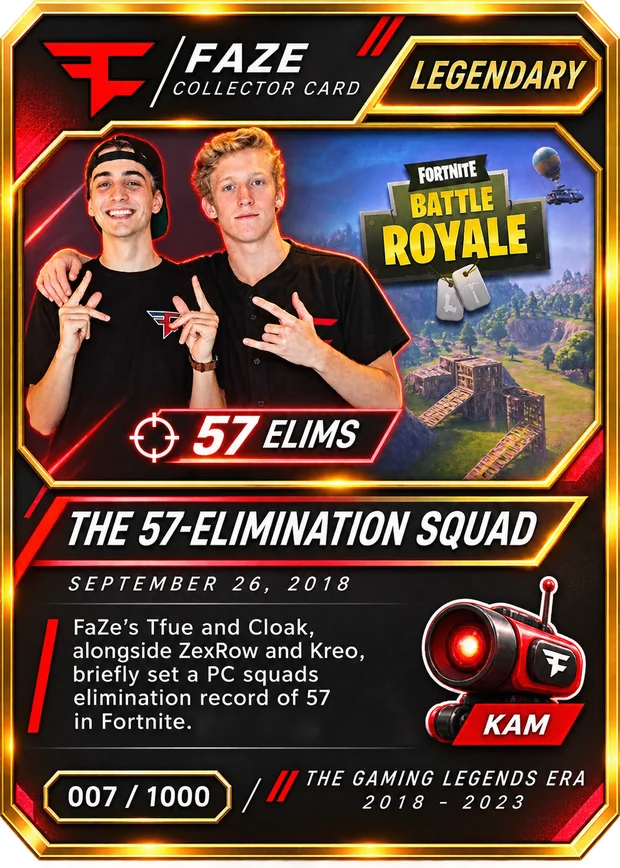 FAZE
COLLECTOR CARD
LEGENDARY
FORTNITE
BATTLE
ROYALE
57 ELIMS
THE 57-ELIMINATION SQUAD
SEPTEMBER 26, 2018
FaZe’s Tfue and Cloak,
alongside ZexRow and Kreo,
briefly set a PC squads
elimination record of 57
in Fortnite.
KAM
007 / 1000
THE GAMING LEGENDS ERA
2018 - 2023